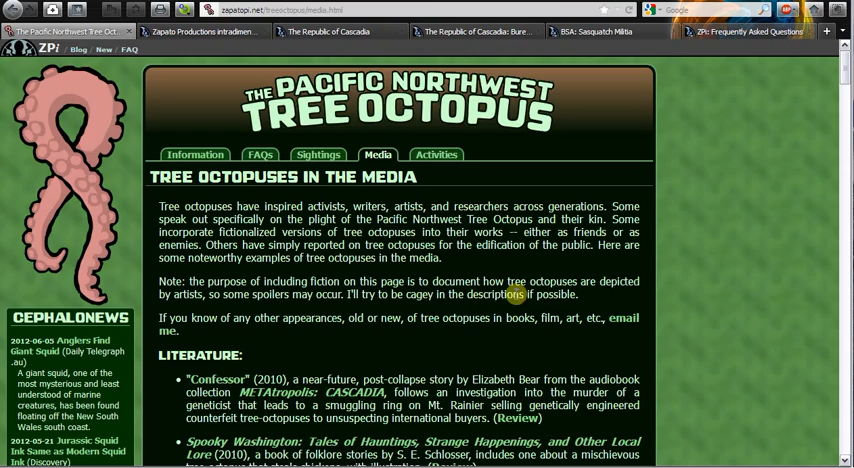 zapatopi.net/treeoctopus/media.html
Google
The Pacific Northwest Tree Oct...
Zapato Productions intradimen...
The Republic of Cascadia
The Republic of Cascadia: Bure...
BSA: Sasquatch Militia
ZPi: Frequently Asked Questions
ZPi / Blog / New / FAQ
THE PACIFIC NORTHWEST
TREE OCTOPUS
Information FAQs Sightings Media Activities
TREE OCTOPUSES IN THE MEDIA
Tree octopuses have inspired activists, writers, artists, and researchers across generations. Some
speak out specifically on the plight of the Pacific Northwest Tree Octopus and their kin. Some
incorporate fictionalized versions of tree octopuses into their works -- either as friends or as
enemies. Others have simply reported on tree octopuses for the edification of the public. Here are
some noteworthy examples of tree octopuses in the media.
Note: the purpose of including fiction on this page is to document how tree octopuses are depicted
by artists, so some spoilers may occur. I'll try to be cagey in the descriptions if possible.
If you know of any other appearances, old or new, of tree octopuses in books, film, art, etc., email
me.
LITERATURE:
• "Confessor" (2010), a near-future, post-collapse story by Elizabeth Bear from the audiobook
collection METAtropolis: CASCADIA, follows an investigation into the murder of a
geneticist that leads to a smuggling ring on Mt. Rainier selling genetically engineered
counterfeit tree-octopuses to unsuspecting international buyers. (Review)
• Spooky Washington: Tales of Hauntings, Strange Happenings, and Other Local
Lore (2010), a book of folklore stories by S. E. Schlosser, includes one about a mischievous
tree octopus that steals chickens, with illustration. (Review)
CEPHALONEWS
2012-06-05 Anglers Find
Giant Squid (Daily Telegraph
.au)
A giant squid, one of the
most mysterious and least
understood of marine
creatures, has been found
floating off the New South
Wales south coast.
2012-05-21 Jurassic Squid
Ink Same as Modern Squid
Ink (Discovery)